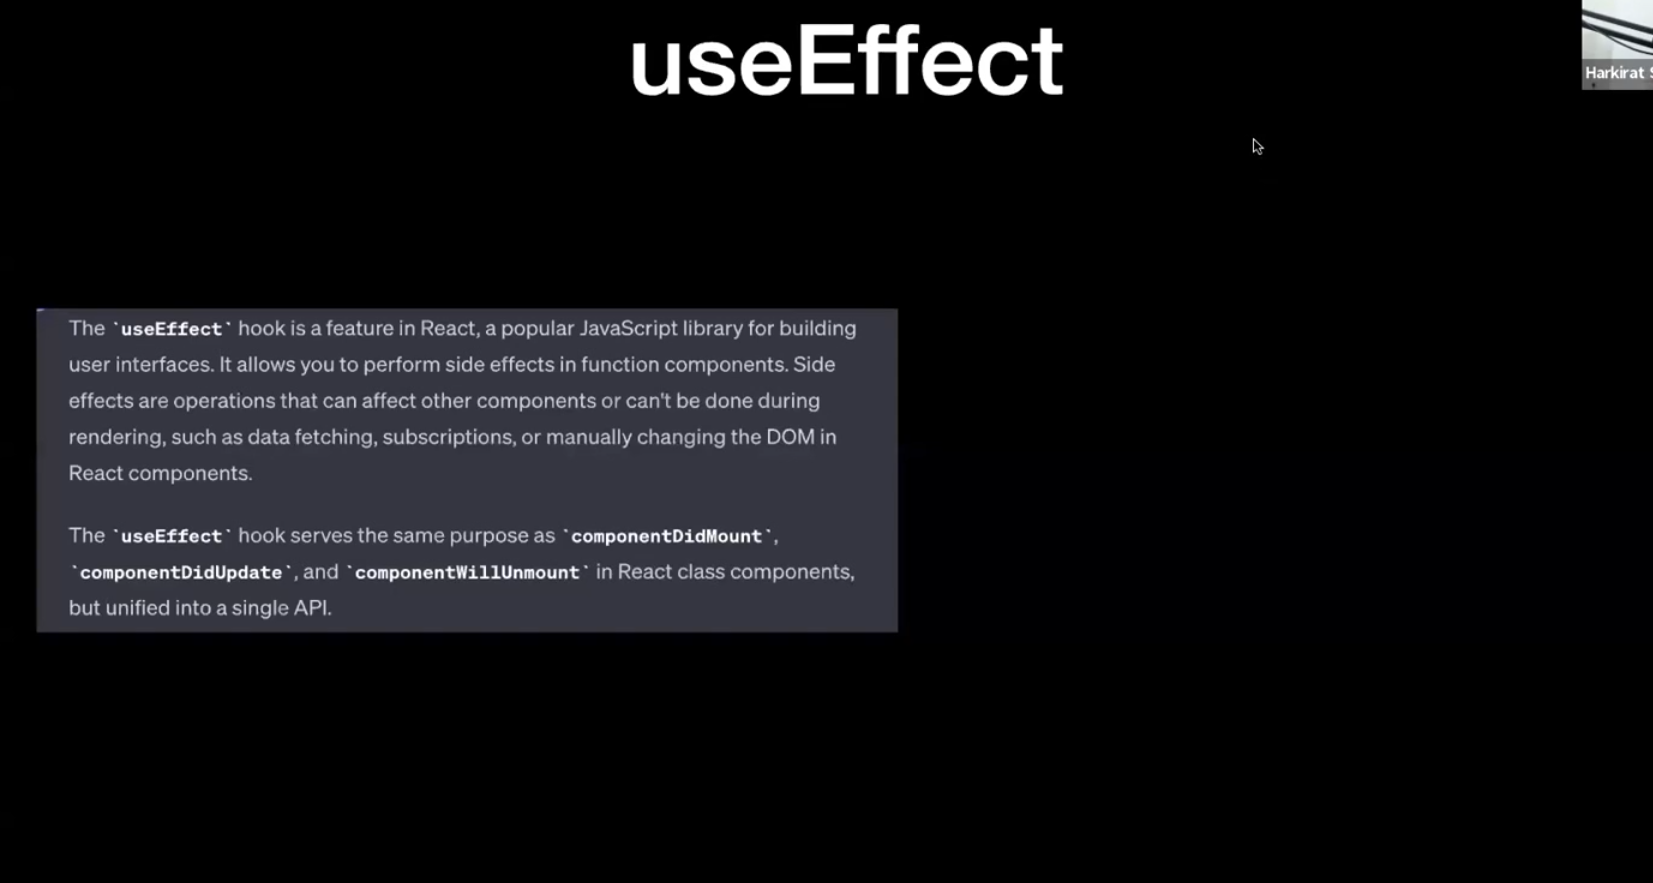 useEffect
Harkirat
The `useEffect` hook is a feature in React, a popular JavaScript library for building
user interfaces. It allows you to perform side effects in function components. Side
effects are operations that can affect other components or can't be done during
rendering, such as data fetching, subscriptions, or manually changing the DOM in
React components.
The `useEffect` hook serves the same purpose as `componentDidMount`,
`componentDidUpdate`, and `componentWillUnmount` in React class components,
but unified into a single API.